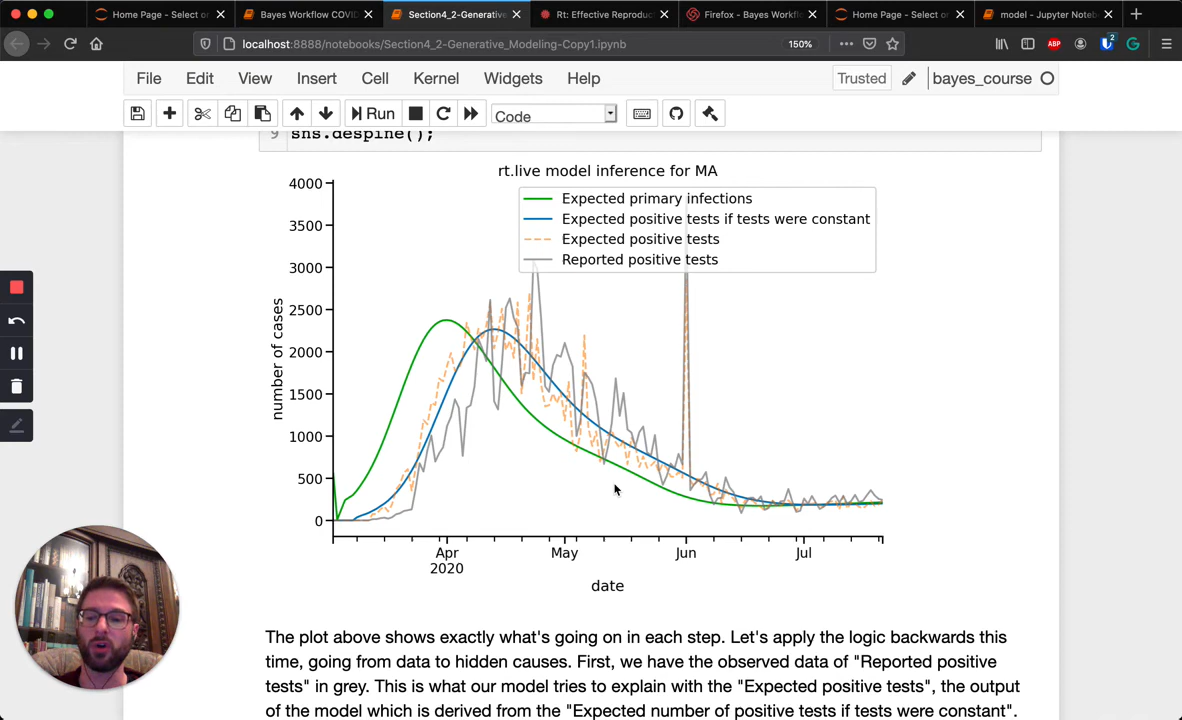 Home Page - Select or
Bayes Workflow COVI
Section4_2-Generative
Rt: Effective Reproduc
Firefox - Bayes Workfl
Home Page - Select or
model - Jupyter Noteb
localhost:8888/notebooks/Section4_2-Generative_Modeling-Copy1.ipynb
150%
ABP
2
File Edit View Insert Cell Kernel Widgets Help
Trusted
bayes_course
Run
Code
9 sns.despine();
rt.live model inference for MA
Expected primary infections
Expected positive tests if tests were constant
Expected positive tests
Reported positive tests
4000
3500
3000
2500
2000
1500
1000
500
0
number of cases
Apr May Jun Jul
2020
date
The plot above shows exactly what's going on in each step. Let's apply the logic backwards this
time, going from data to hidden causes. First, we have the observed data of "Reported positive
tests" in grey. This is what our model tries to explain with the "Expected positive tests", the output
of the model which is derived from the "Expected number of positive tests if tests were constant".